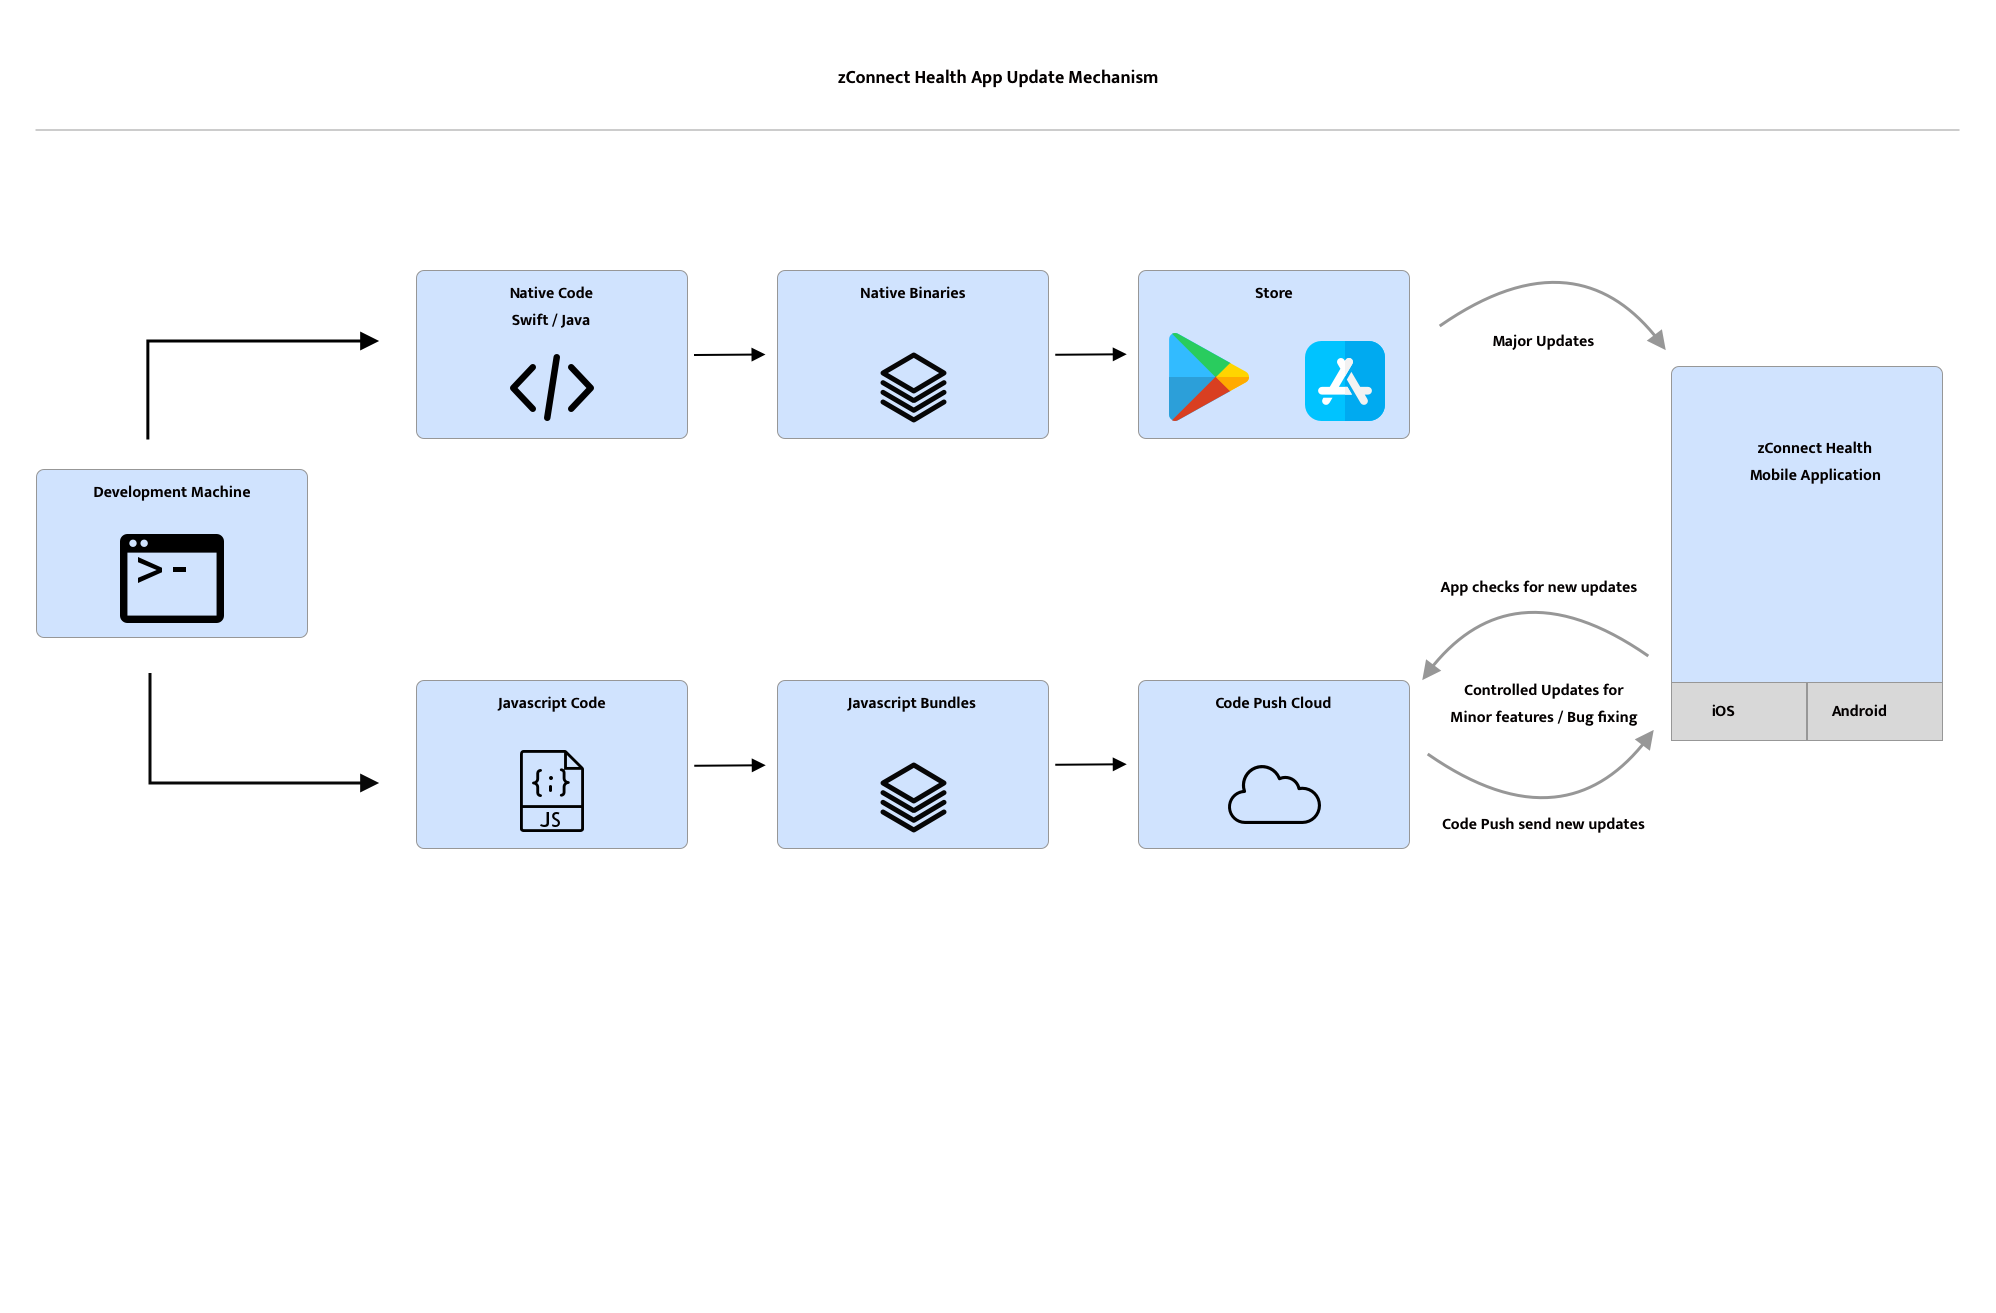 zConnect Health App Update Mechanism
Native Code
Swift / Java
Native Binaries
Store
Major Updates
zConnect Health
Mobile Application
Development Machine
>-
App checks for new updates
Javascript Code
{;}
JS
Javascript Bundles
Code Push Cloud
Controlled Updates for
Minor features / Bug fixing
iOS
Android
Code Push send new updates